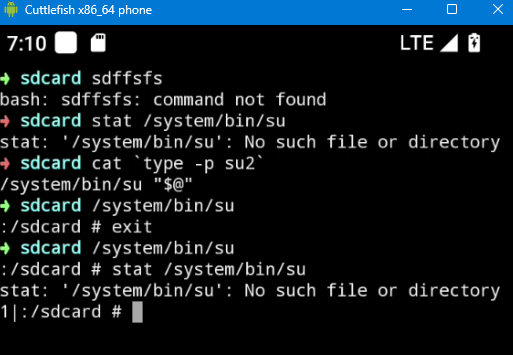 Cuttlefish x86_64 phone
7:10 LTE
➜ sdcard sdffsfs
bash: sdffsfs: command not found
➜ sdcard stat /system/bin/su
stat: '/system/bin/su': No such file or directory
➜ sdcard cat `type -p su2`
/system/bin/su "$@"
➜ sdcard /system/bin/su
:/sdcard # exit
➜ sdcard /system/bin/su
:/sdcard # stat /system/bin/su
stat: '/system/bin/su': No such file or directory
1|:/sdcard #